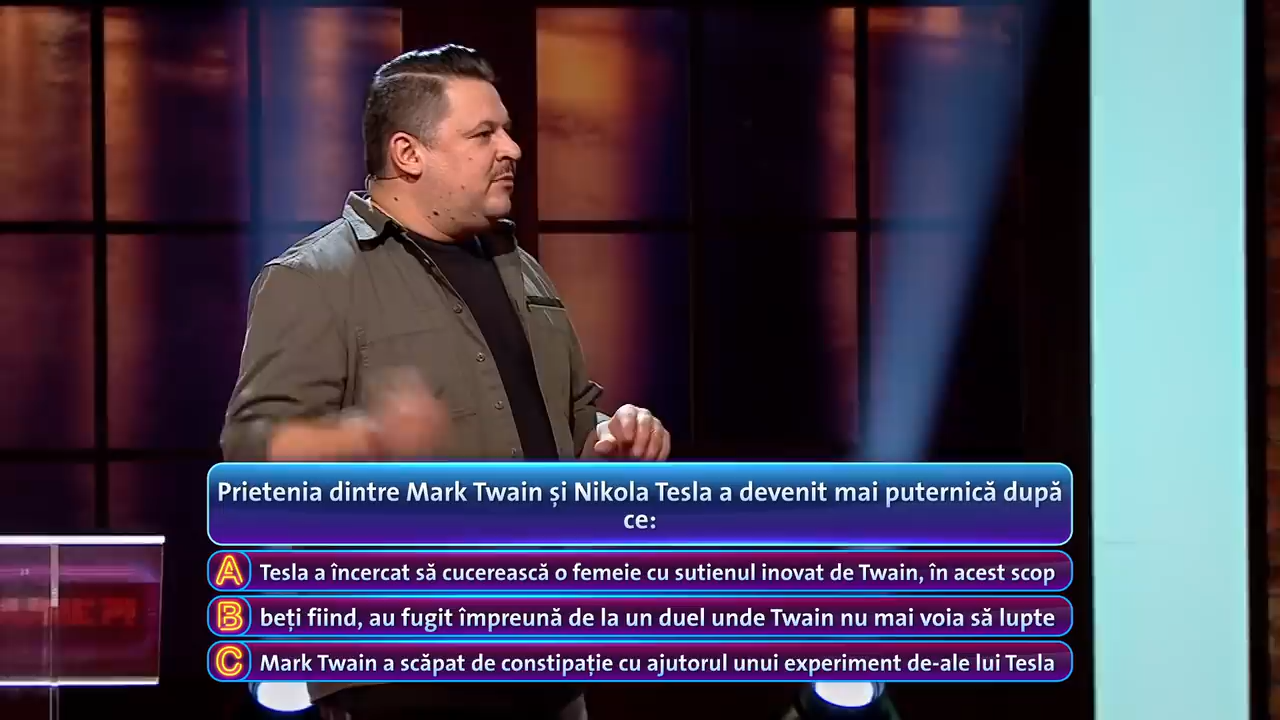 Prietenia dintre Mark Twain și Nikola Tesla a devenit mai puternică după
ce:
A Tesla a încercat să cucerească o femeie cu sutienul inovat de Twain, în acest scop
B beți fiind, au fugit împreună de la un duel unde Twain nu mai voia să lupte
C Mark Twain a scăpat de constipație cu ajutorul unui experiment de-ale lui Tesla